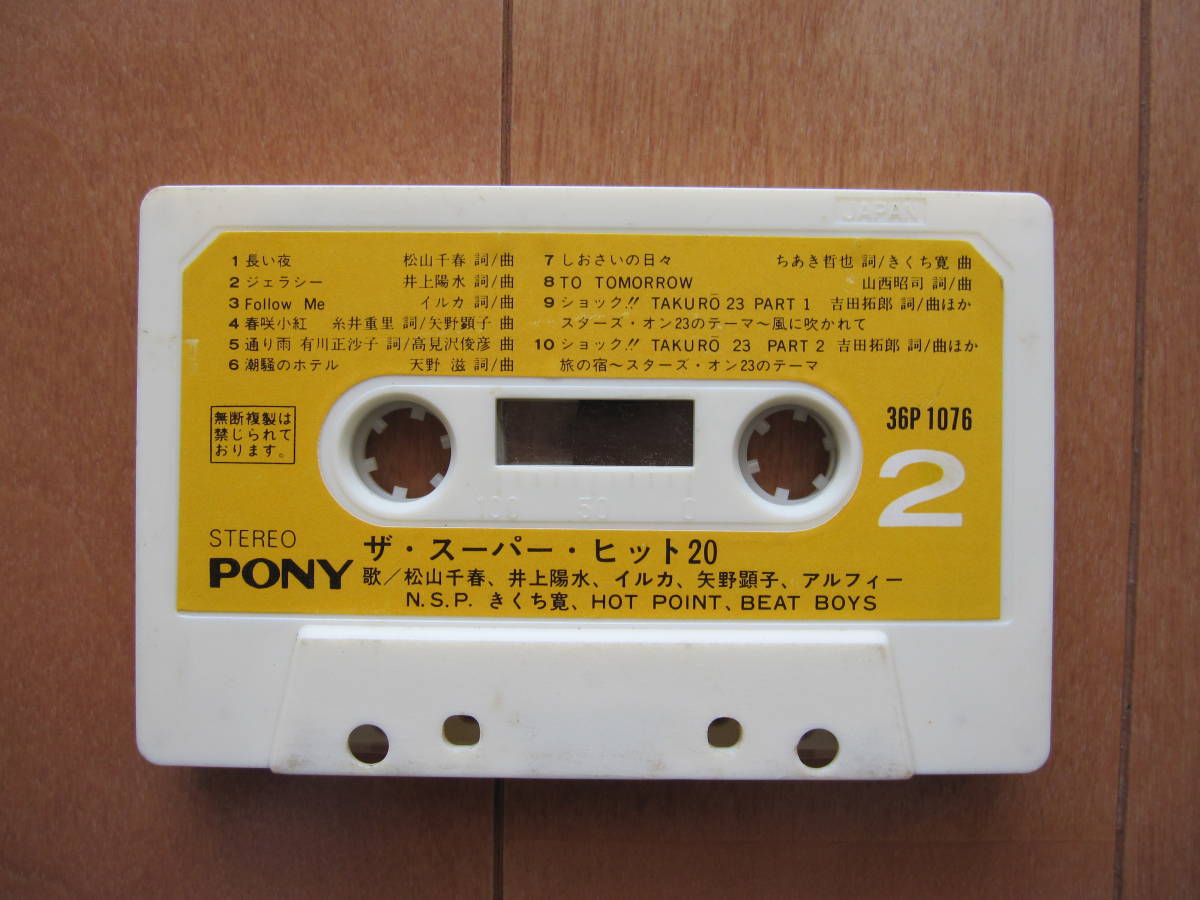 JAPAN
1 長い夜 松山千春 詞/曲
2 ジェラシー 井上陽水 詞/曲
3 Follow Me イルカ 詞/曲
4 春咲小紅 糸井重里 詞/矢野顕子 曲
5 通り雨 有川正沙子 詞/高見沢俊彦 曲
6 潮騒のホテル 天野 滋 詞/曲
7 しおさいの日々 ちあき哲也 詞/きくち寛 曲
8 TO TOMORROW 山西昭司 詞/曲
9 ショック!! TAKURŌ 23 PART 1 吉田拓郎 詞/曲ほか
スターズ・オン23のテーマ〜風に吹かれて
10 ショック!! TAKURŌ 23 PART 2 吉田拓郎 詞/曲ほか
旅の宿〜スターズ・オン23のテーマ
無断複製は
禁じられて
おります。
36P 1076
2
100 50 0
STEREO
PONY
ザ・スーパー・ヒット20
歌/松山千春、井上陽水、イルカ、矢野顕子、アルフィー
N.S.P. きくち寛、HOT POINT、BEAT BOYS